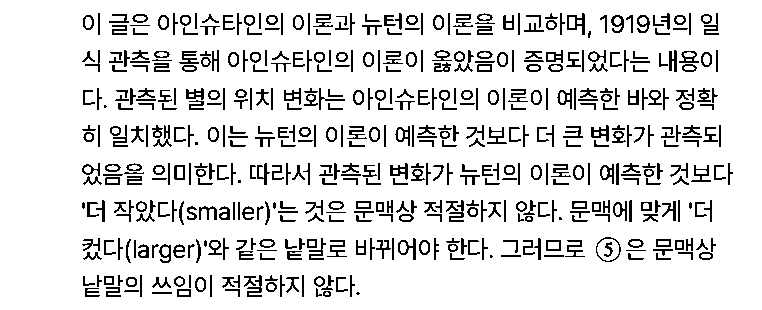 이 글은 아인슈타인의 이론과 뉴턴의 이론을 비교하며, 1919년의 일
식 관측을 통해 아인슈타인의 이론이 옳았음이 증명되었다는 내용이
다. 관측된 별의 위치 변화는 아인슈타인의 이론이 예측한 바와 정확
히 일치했다. 이는 뉴턴의 이론이 예측한 것보다 더 큰 변화가 관측되
었음을 의미한다. 따라서 관측된 변화가 뉴턴의 이론이 예측한 것보다
'더 작았다(smaller)'는 것은 문맥상 적절하지 않다. 문맥에 맞게 '더
컸다(larger)'와 같은 낱말로 바뀌어야 한다. 그러므로 ⑤은 문맥상
낱말의 쓰임이 적절하지 않다.